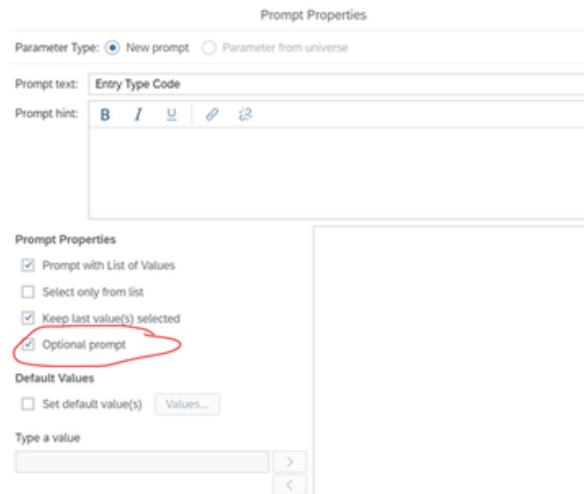 Prompt Properties
Parameter Type: New prompt Parameter from universe
Prompt text: Entry Type Code
Prompt hint: B I U
Prompt Properties
Prompt with List of Values
Select only from list
Keep last value(s) selected
Optional prompt
Default Values
Set default value(s) Values...
Type a value
>
<